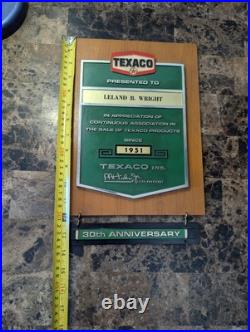 TEXACO
PRESENTED TO
LELAND H. WRIGHT
IN APPRECIATION OF
CONTINUOUS ASSOCIATION IN
THE SALE OF TEXACO PRODUCTS
SINCE
1951
TEXACO INC.
PRESIDENT
30th ANNIVERSARY